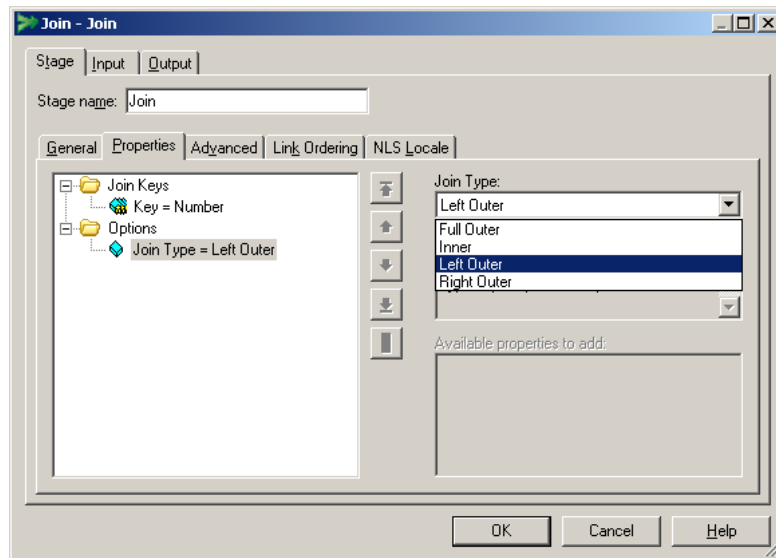 Join - Join
Stage Input Output
Stage name: Join
General Properties Advanced Link Ordering NLS Locale
Join Keys
Key = Number
Options
Join Type = Left Outer
Join Type:
Left Outer
Full Outer
Inner
Left Outer
Right Outer
Available properties to add:
OK Cancel Help